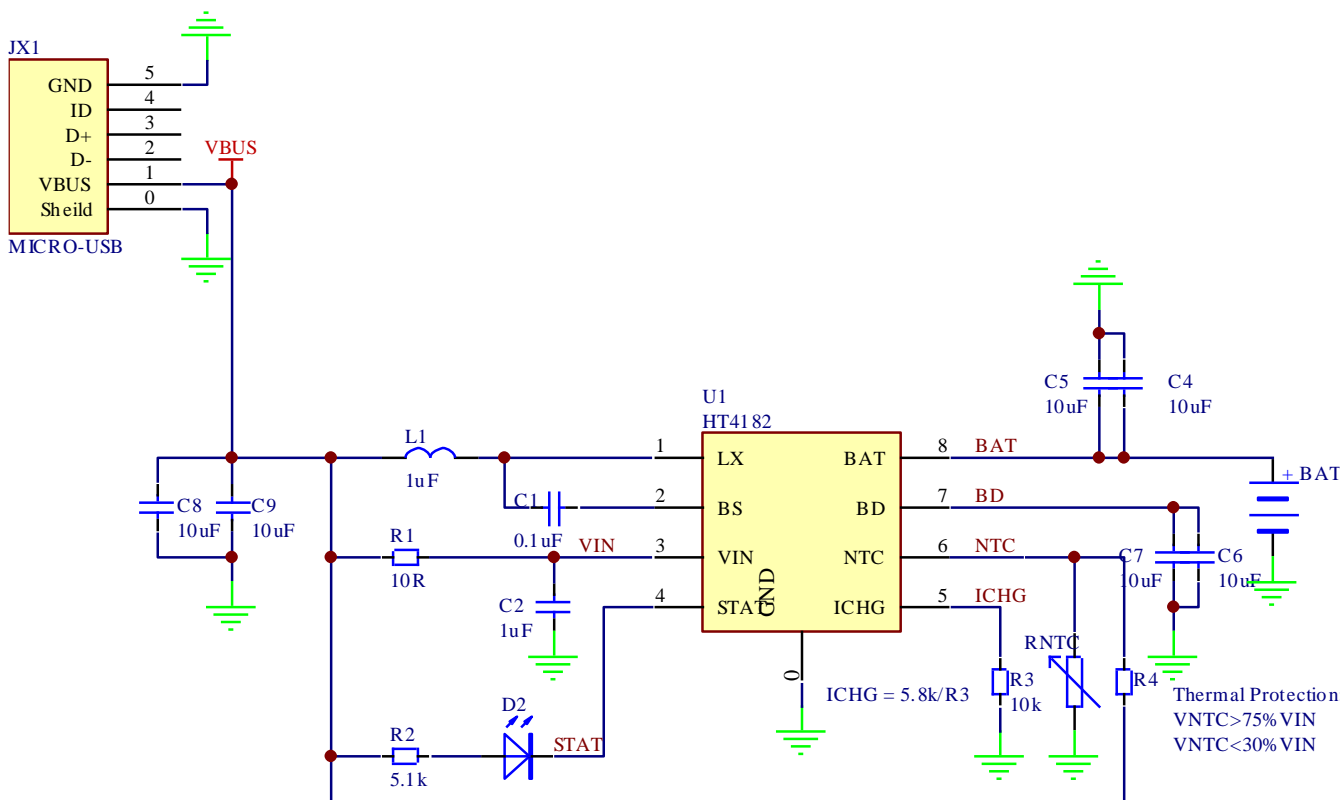 JX1
GND 5
ID 4
D+ 3
D- 2
VBUS 1
Sheild 0
MICRO-USB
VBUS
C8
10uF
C9
10uF
L1
1uF
C1
0.1uF
R1
10R
VIN
C2
1uF
R2
5.1k
D2
STAT
U1
HT4182
1 LX
2 BS
3 VIN
4 STAT
GND
0
BAT 8
BD 7
NTC 6
ICHG 5
BAT
BD
NTC
ICHG
C5
10uF
C4
10uF
+ BAT
C7
10uF
C6
10uF
RNTC
R3
10k
R4
ICHG = 5.8k/R3
Thermal Protection
VNTC>75%VIN
VNTC<30%VIN